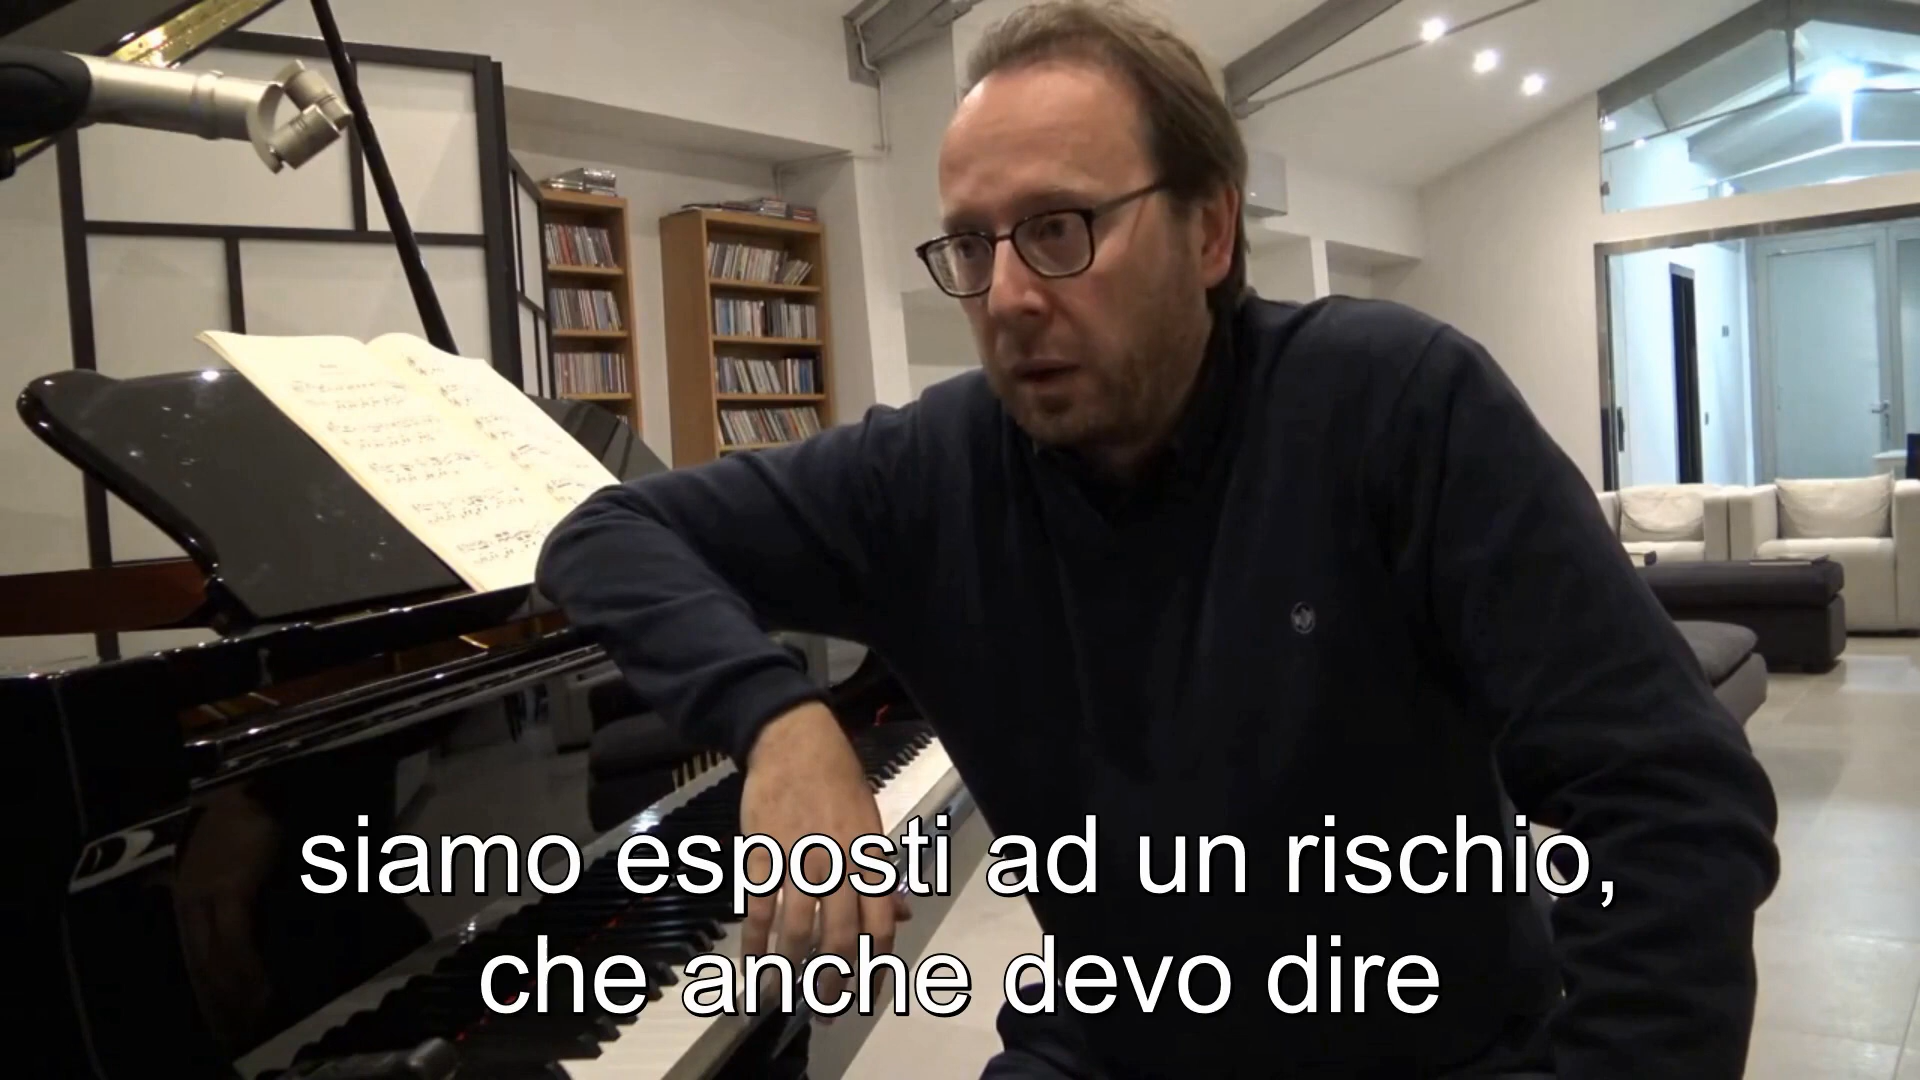 siamo esposti ad un rischio,
che anche devo dire